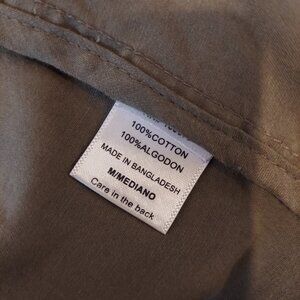 100%COTTON
100%ALGODON
MADE IN BANGLADESH
M/MEDIANO
Care in the back